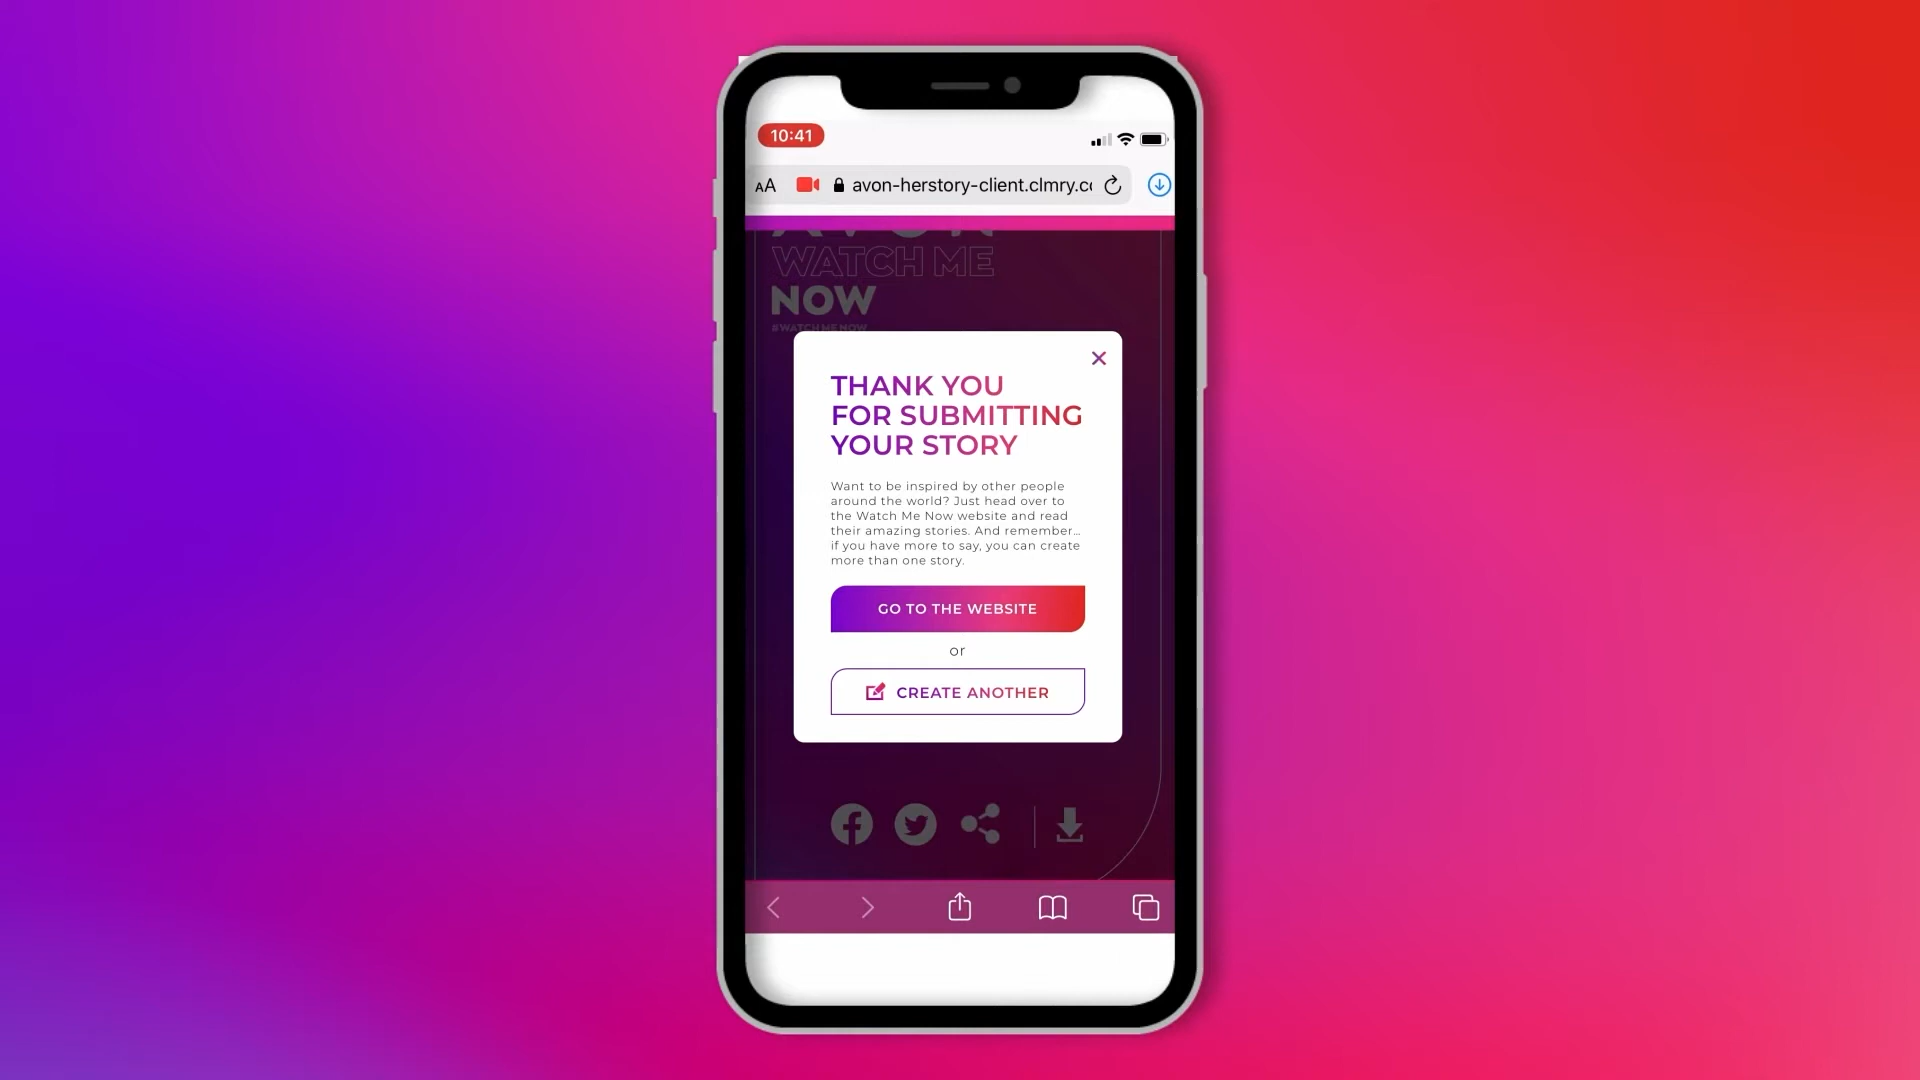 10:41
AA avon-herstory-client.clmry.c
AVON
WATCH ME
NOW
#WATCHMENOW
THANK YOU
FOR SUBMITTING
YOUR STORY
Want to be inspired by other people
around the world? Just head over to
the Watch Me Now website and read
their amazing stories. And remember...
if you have more to say, you can create
more than one story.
GO TO THE WEBSITE
or
CREATE ANOTHER